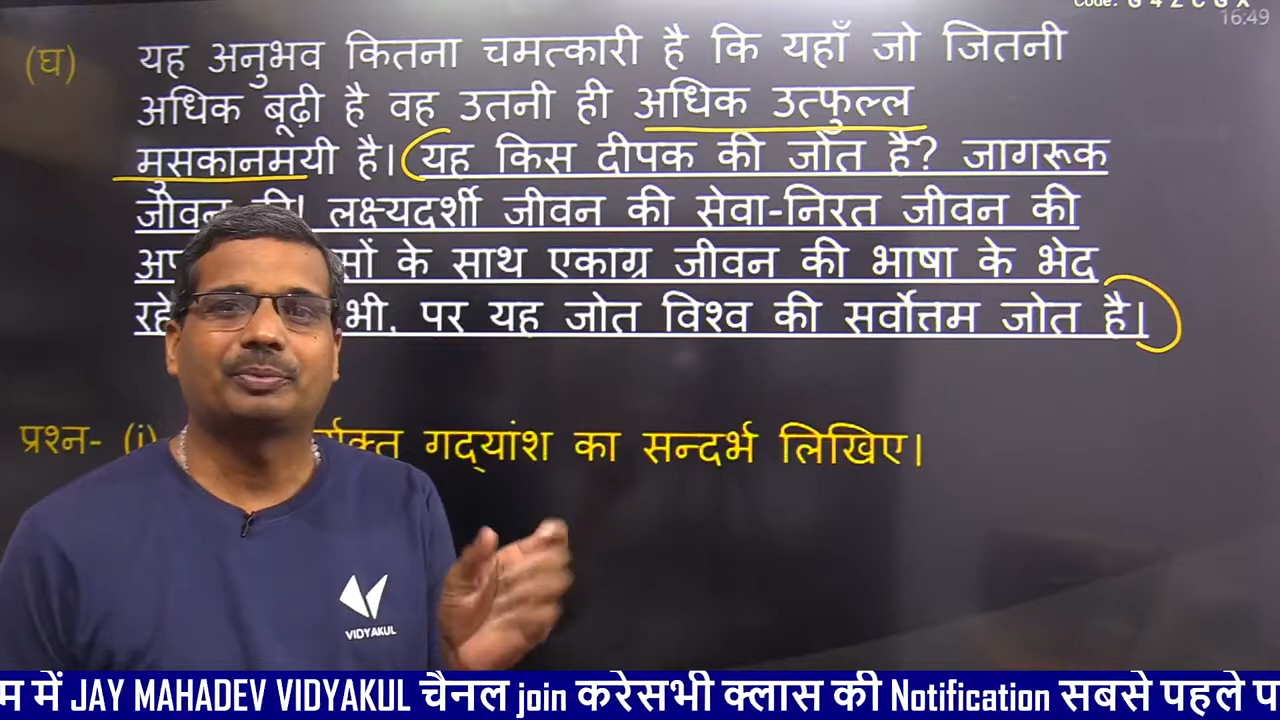 Code: G 4 Z C G X
16:49
(घ) यह अनुभव कितना चमत्कारी है कि यहाँ जो जितनी
अधिक बूढ़ी है वह उतनी ही अधिक उत्फुल्ल
मुसकानमयी है। यह किस दीपक की जोत है? जागरूक
जीवन की! लक्ष्यदर्शी जीवन की सेवा-निरत जीवन की
के साथ एकाग्र जीवन की भाषा के भेद
भी, पर यह जोत विश्व की सर्वोत्तम जोत है।
प्रश्न- (i) गद्यांश का सन्दर्भ लिखिए।
VIDYAKUL
में JAY MAHADEV VIDYAKUL चैनल join करेसभी क्लास की Notification सबसे पहले